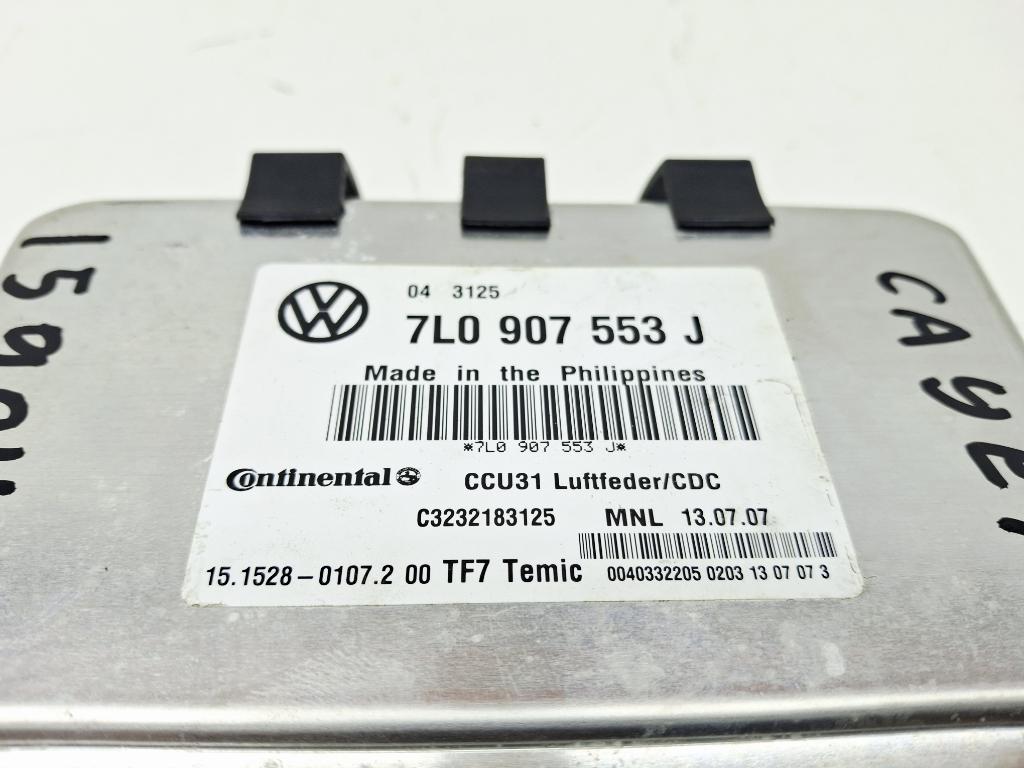 04 3125
7L0 907 553 J
Made in the Philippines
*7L0 907 553 J*
Continental
CCU31 Luftfeder/CDC
C3232183125 MNL 13.07.07
15.1528-0107.2 00 TF7 Temic 0040332205 0203 13 07 07 3